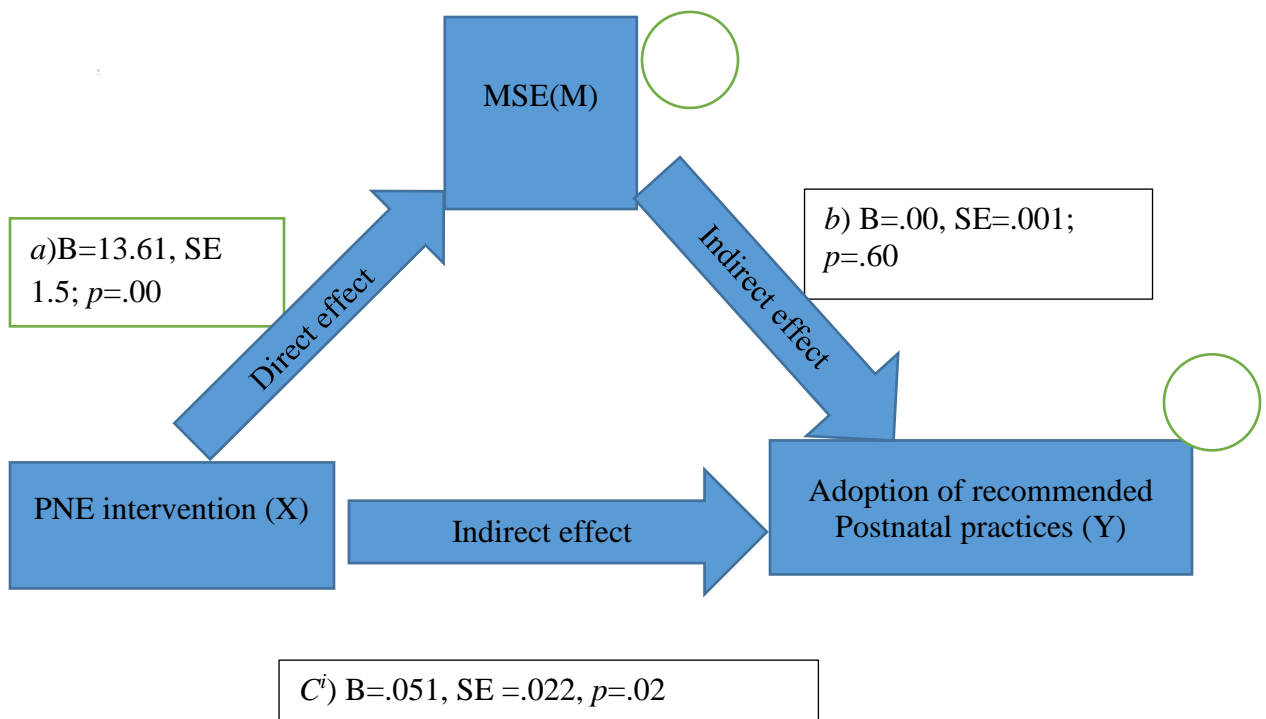 MSE(M)
a)B=13.61, SE
1.5; p=.00
Direct effect
Indirect effect
b) B=.00, SE=.001;
p=.60
PNE intervention (X)
Indirect effect
Adoption of recommended
Postnatal practices (Y)
Cⁱ) B=.051, SE =.022, p=.02